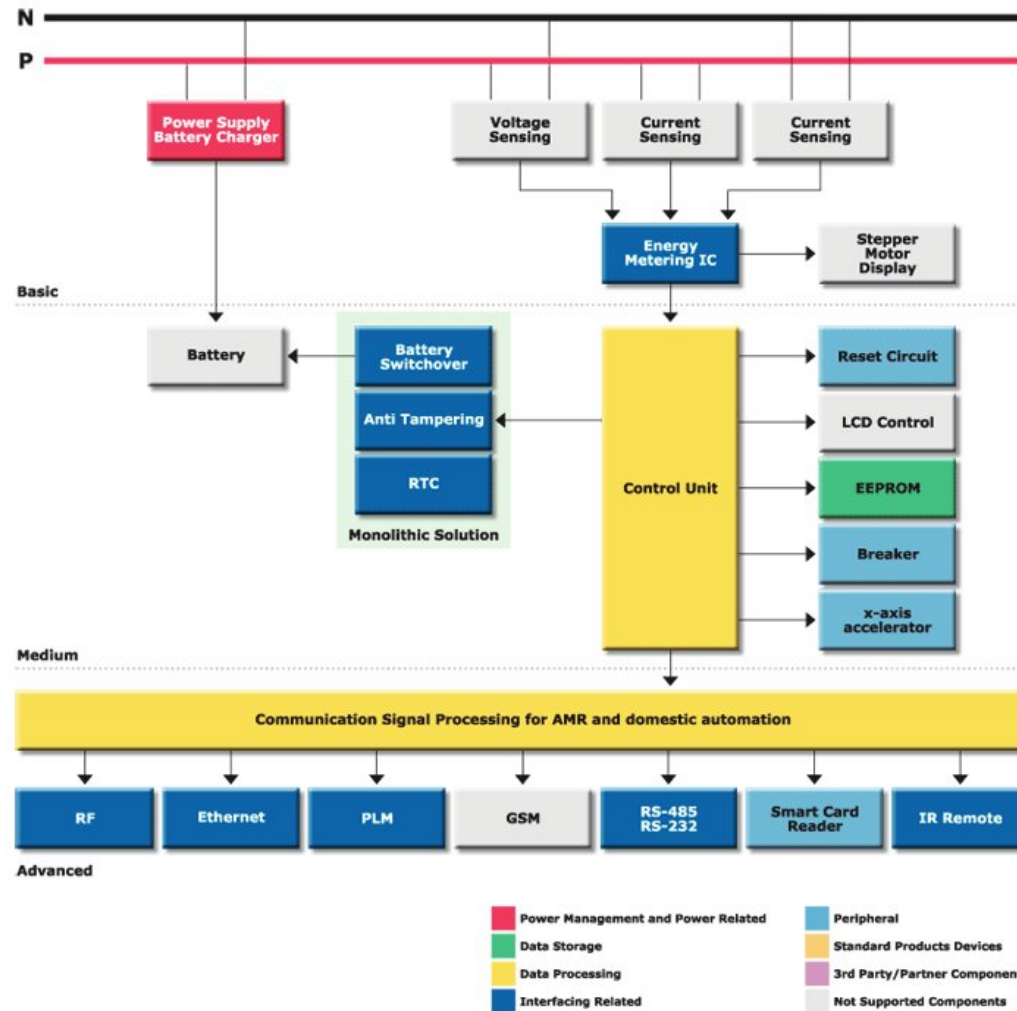 N
P
Power Supply
Battery Charger
Voltage
Sensing
Current
Sensing
Current
Sensing
Energy
Metering IC
Stepper
Motor
Display
Basic
Battery
Battery
Switchover
Anti Tampering
RTC
Monolithic Solution
Control Unit
Reset Circuit
LCD Control
EEPROM
Breaker
x-axis
accelerator
Medium
Communication Signal Processing for AMR and domestic automation
RF
Ethernet
PLM
GSM
RS-485
RS-232
Smart Card
Reader
IR Remote
Advanced
Power Management and Power Related
Data Storage
Data Processing
Interfacing Related
Peripheral
Standard Products Devices
3rd Party/Partner Componen
Not Supported Components